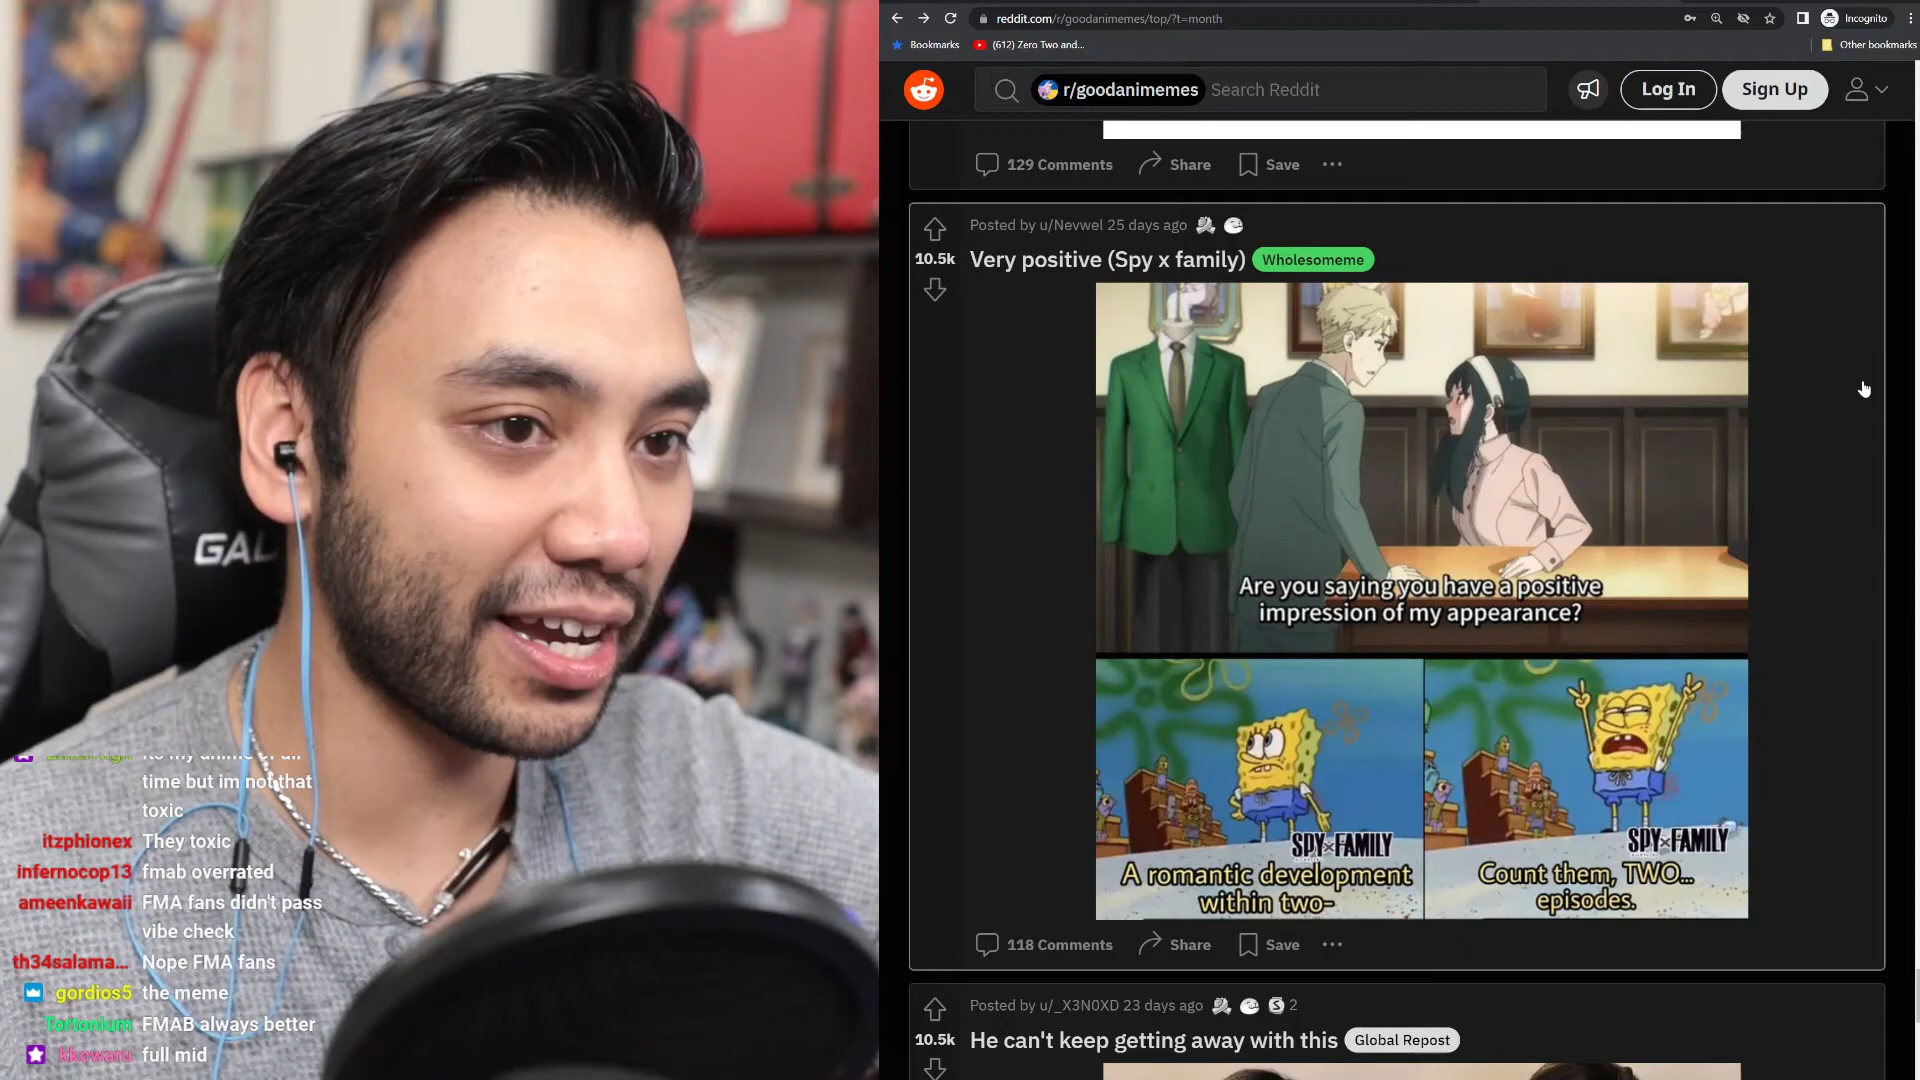 reddit.com/r/goodanimemes/top/?t=month
Incognito
Bookmarks
(612) Zero Two and...
Other bookmarks
r/goodanimemes
Search Reddit
Log In
Sign Up
129 Comments
Share
Save
Posted by u/Nevwel 25 days ago
10.5k
Very positive (Spy x family)
Wholesomeme
Are you saying you have a positive
impression of my appearance?
SPY×FAMILY
A romantic development
within two-
SPY×FAMILY
Count them, TWO...
episodes.
118 Comments
Share
Save
Posted by u/_X3N0XD 23 days ago
2
10.5k
He can't keep getting away with this
Global Repost
GAL
time but im not that
toxic
itzphionex They toxic
infernocop13 fmab overrated
ameenkawaii FMA fans didn't pass
vibe check
th34salama... Nope FMA fans
gordios5 the meme
Tortonium FMAB always better
kkowaru full mid